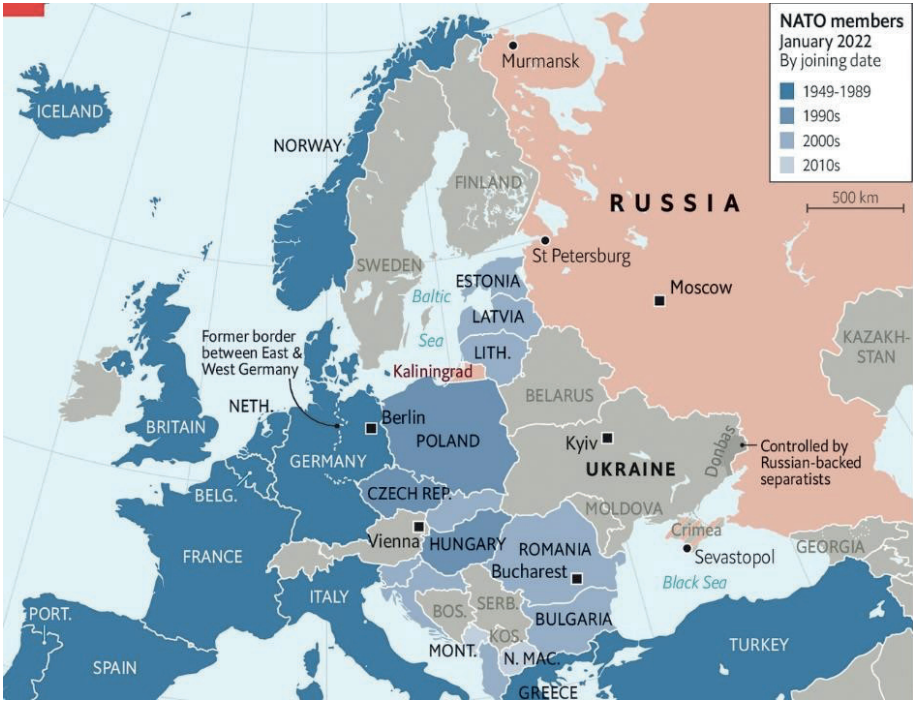 NATO members
January 2022
By joining date
1949-1989
1990s
2000s
2010s
500 km
ICELAND
Murmansk
NORWAY
FINLAND
RUSSIA
SWEDEN
St Petersburg
ESTONIA
Baltic
Sea
Moscow
LATVIA
KAZAKH-
STAN
Former border
between East &
West Germany
LITH.
Kaliningrad
BELARUS
NETH.
BRITAIN
Berlin
POLAND
Kyiv
Donbas
Controlled by
Russian-backed
separatists
GERMANY
UKRAINE
BELG.
CZECH REP.
MOLDOVA
Vienna
Crimea
FRANCE
HUNGARY
ROMANIA
Sevastopol
GEORGIA
Bucharest
Black Sea
ITALY
BOS.
SERB.
PORT.
BULGARIA
KOS.
TURKEY
MONT.
N. MAC.
SPAIN
GREECE